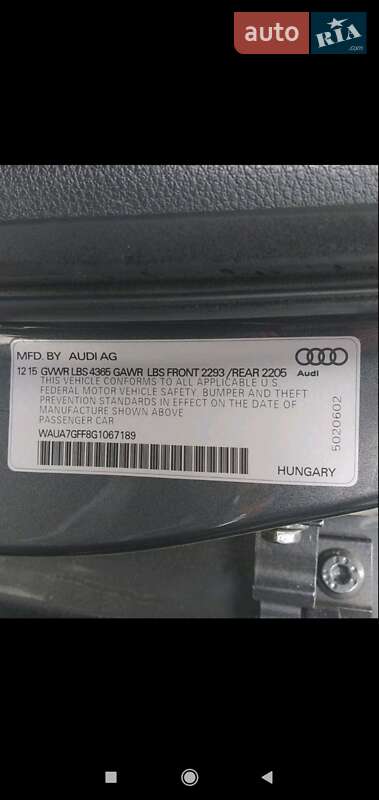 auto RIA.com
MFD. BY AUDI AG
12 15 GVWR LBS 4365 GAWR LBS FRONT 2293 /REAR 2205
Audi
THIS VEHICLE CONFORMS TO ALL APPLICABLE U.S
FEDERAL MOTOR VEHICLE SAFETY, BUMPER AND THEFT
PREVENTION STANDARDS IN EFFECT ON THE DATE OF
MANUFACTURE SHOWN ABOVE
PASSENGER CAR
WAUA7GFF8G1067189
5020602
HUNGARY